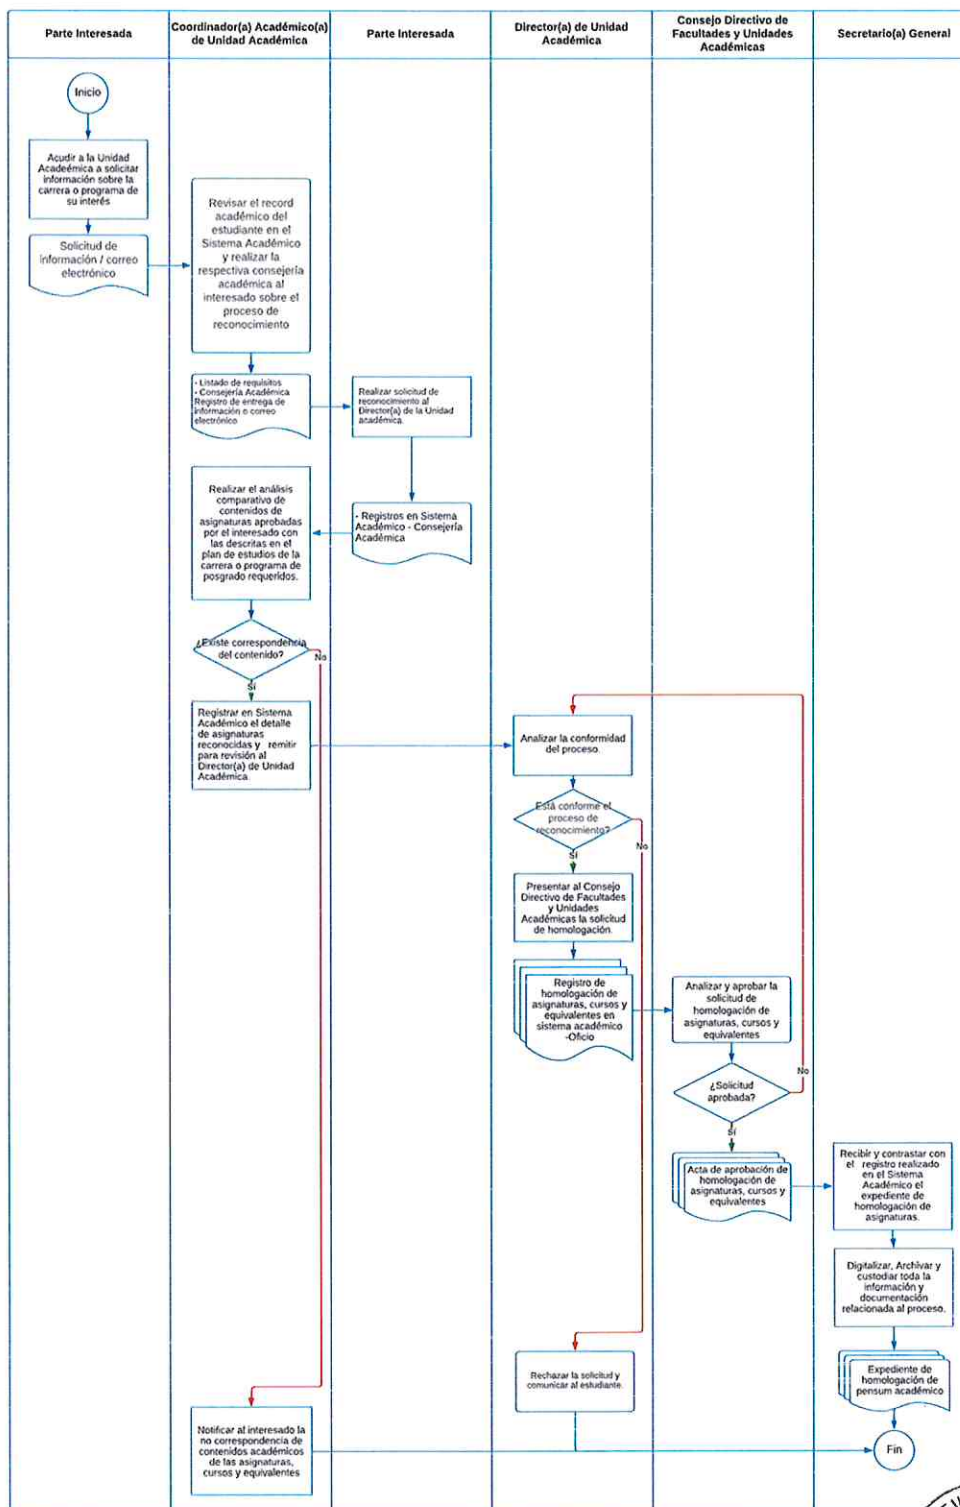 Parte Interesada
Coordinador(a) Académico(a)
de Unidad Académica
Parte Interesada
Director(a) de Unidad
Académica
Consejo Directivo de
Facultades y Unidades
Académicas
Secretario(a) General
Inicio
Acudir a la Unidad
Acadeémica a solicitar
información sobre la
carrera o programa de
su interés
Solicitud de
información / correo
electrónico
Revisar el record
académico del
estudiante en el
Sistema Académico
y realizar la
respectiva consejería
académica al
interesado sobre el
proceso de
reconocimiento
- Listado de requisitos
- Consejería Académica
Registro de entrega de
información o correo
electrónico
Realizar solicitud de
reconocimiento al
Director(a) de la Unidad
académica.
- Registros en Sistema
Académico - Consejería
Académica
Realizar el análisis
comparativo de
contenidos de
asignaturas aprobadas
por el interesado con
las descritas en el
plan de estudios de la
carrera o programa de
posgrado requeridos.
¿Existe correspondencia
del contenido?
No
Sí
Registrar en Sistema
Académico el detalle
de asignaturas
reconocidas y remitir
para revisión al
Director(a) de Unidad
Académica.
Analizar la conformidad
del proceso.
Está conforme el
proceso de
reconocimiento?
No
Sí
Presentar al Consejo
Directivo de Facultades
y Unidades
Académicas la solicitud
de homologación.
Registro de
homologación de
asignaturas, cursos y
equivalentes en
sistema académico
-Oficio
Analizar y aprobar la
solicitud de
homologación de
asignaturas, cursos y
equivalentes
¿Solicitud
aprobada?
No
Sí
Acta de aprobación de
homologación de
asignaturas, cursos y
equivalentes
Recibir y contrastar con
el registro realizado
en el Sistema
Académico el
expediente de
homologación de
asignaturas.
Digitalizar, Archivar y
custodiar toda la
información y
documentación
relacionada al proceso.
Expediente de
homologación de
pensum académico
Rechazar la solicitud y
comunicar al estudiante.
Notificar al interesado la
no correspondencia de
contenidos académicos
de las asignaturas,
cursos y equivalentes
Fin